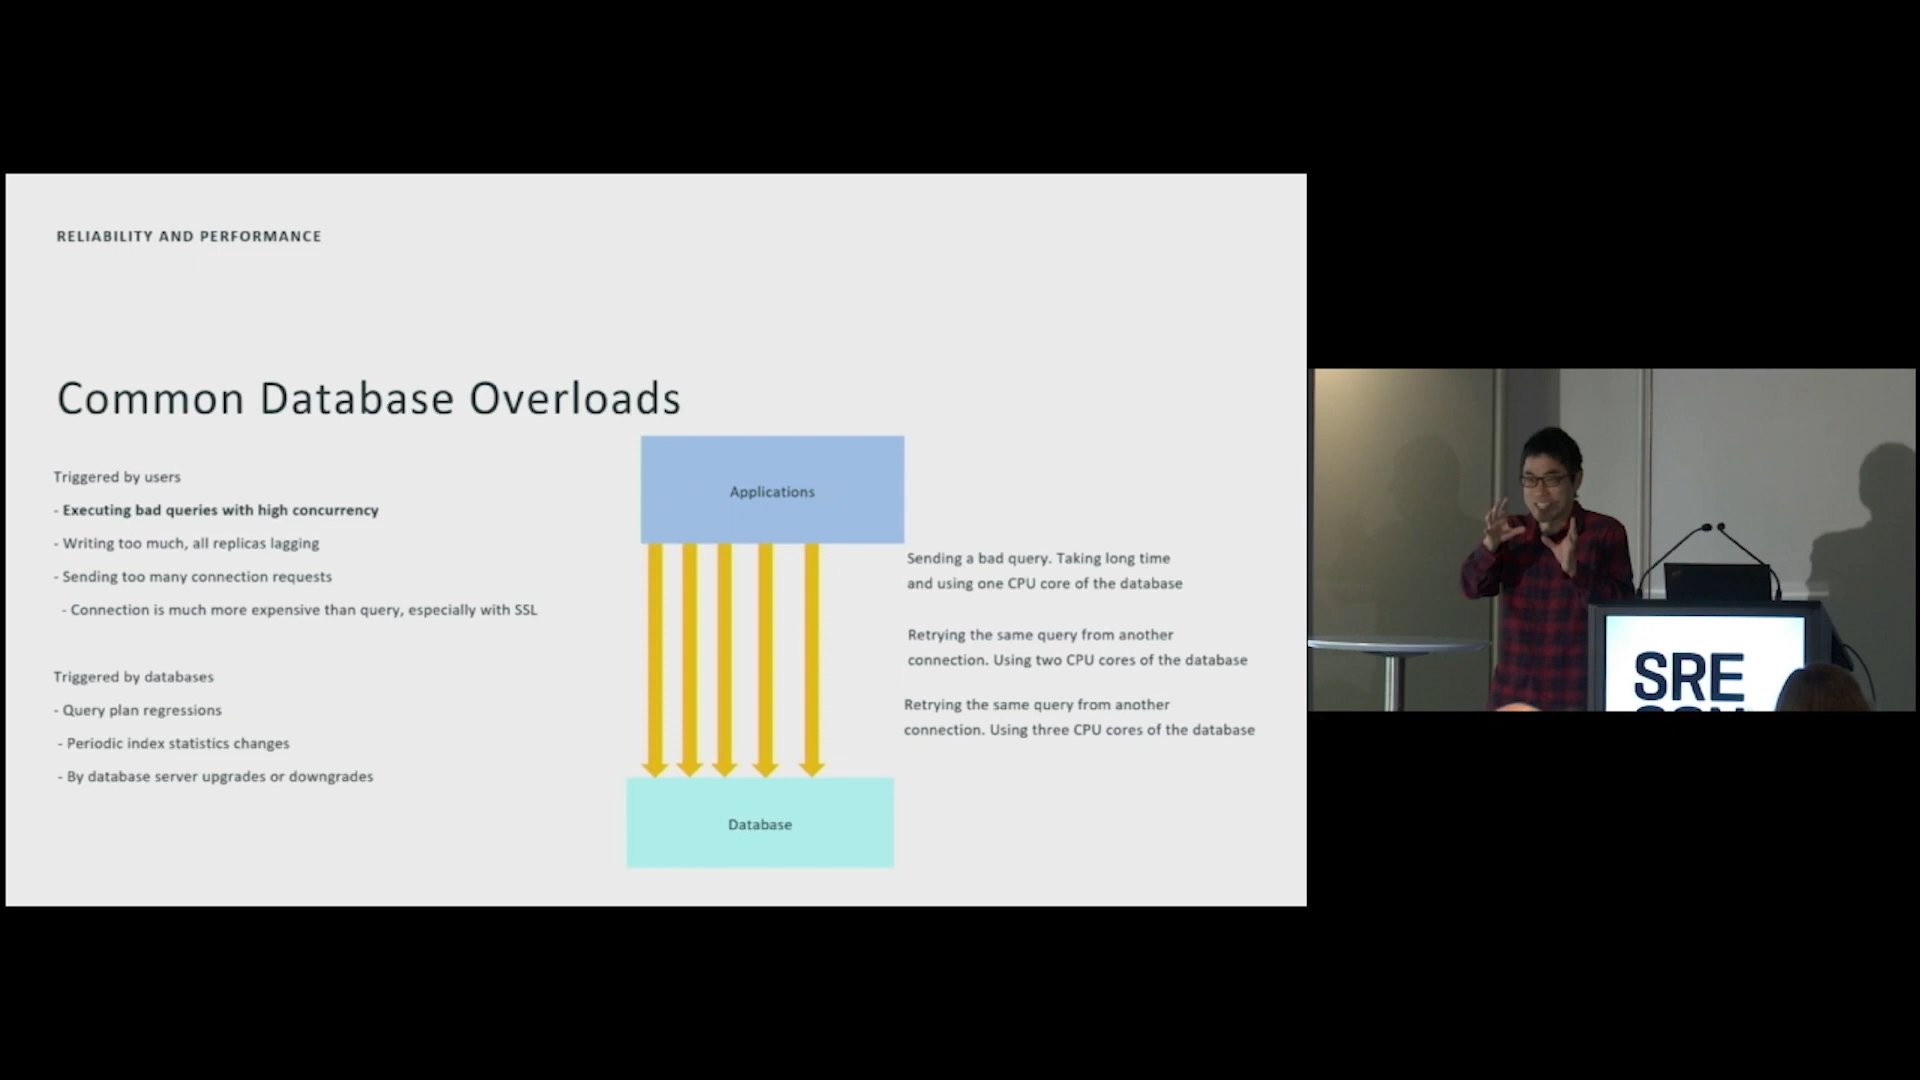 RELIABILITY AND PERFORMANCE
Common Database Overloads
Triggered by users
- Executing bad queries with high concurrency
- Writing too much, all replicas lagging
- Sending too many connection requests
- Connection is much more expensive than query, especially with SSL
Triggered by databases
- Query plan regressions
- Periodic index statistics changes
- By database server upgrades or downgrades
Applications
Sending a bad query. Taking long time
and using one CPU core of the database
Retrying the same query from another
connection. Using two CPU cores of the database
Retrying the same query from another
connection. Using three CPU cores of the database
Database
SRE